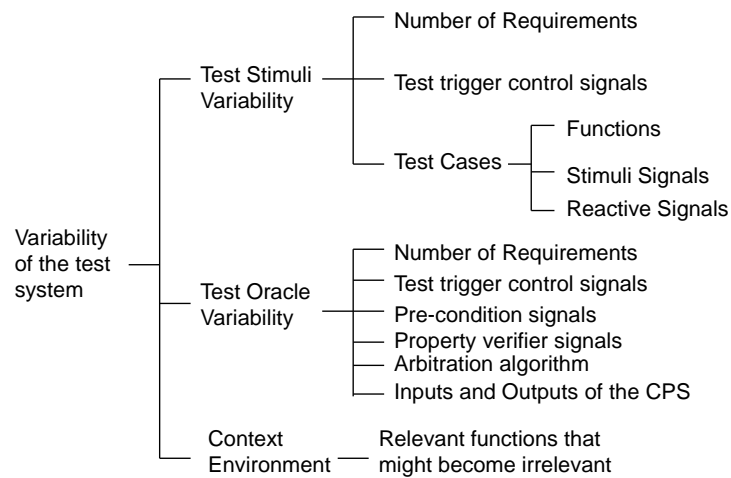 Variability
of the test
system
Test Stimuli
Variability
Number of Requirements
Test trigger control signals
Test Cases
Functions
Stimuli Signals
Reactive Signals
Test Oracle
Variability
Number of Requirements
Test trigger control signals
Pre-condition signals
Property verifier signals
Arbitration algorithm
Inputs and Outputs of the CPS
Context
Environment
Relevant functions that
might become irrelevant